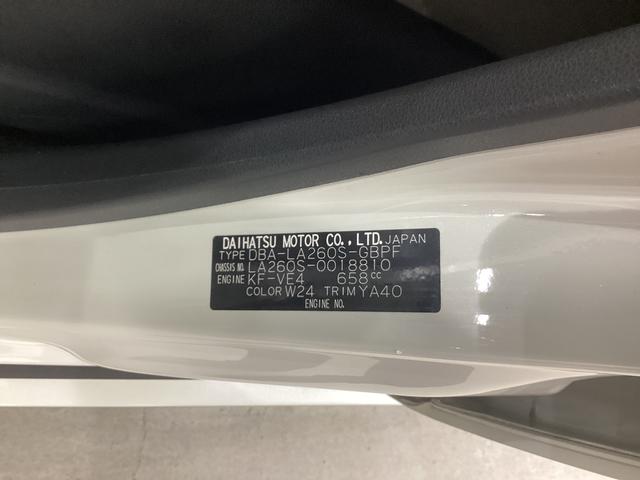 DAIHATSU MOTOR CO.,LTD. JAPAN
TYPE DBA-LA260S-GBPF
CHASSIS NO. LA260S-0018810
ENGINE KF-VE4 658cc
COLOR W24 TRIM YA40
ENGINE NO.